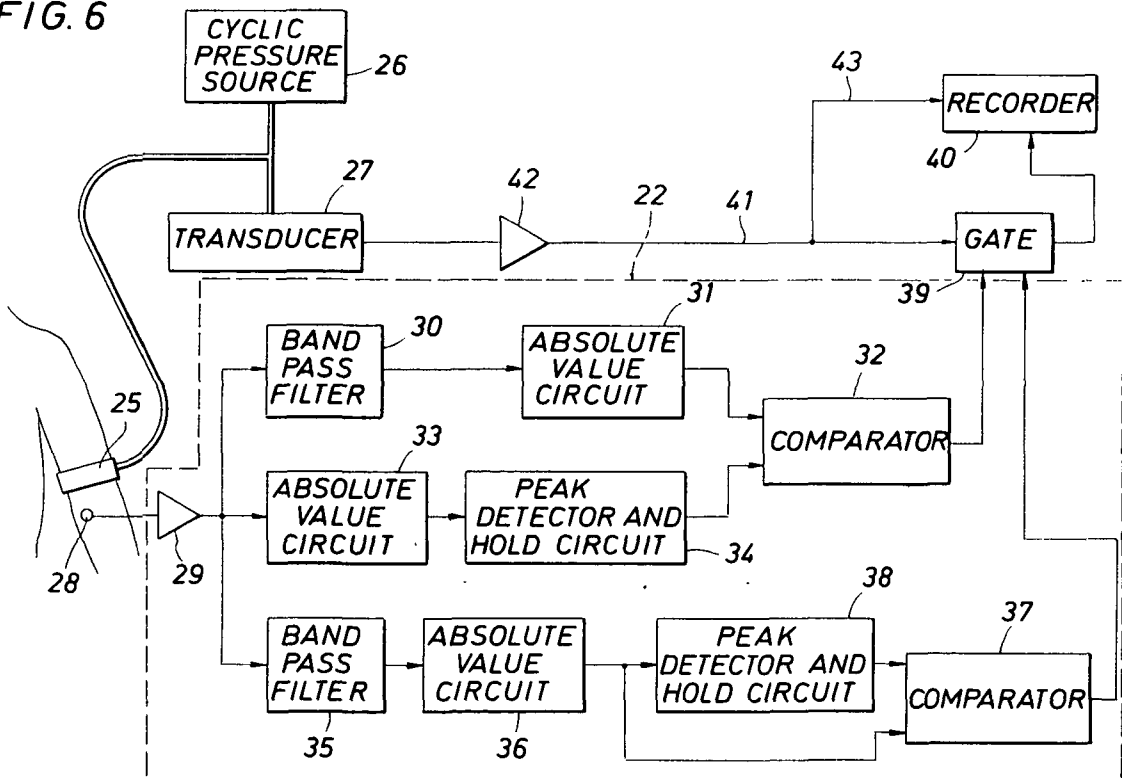 FIG. 6
CYCLIC
PRESSURE
SOURCE
26
43
RECORDER
40
27
TRANSDUCER
42
22
41
GATE
39
30
BAND
PASS
FILTER
31
ABSOLUTE
VALUE
CIRCUIT
32
COMPARATOR
25
33
ABSOLUTE
VALUE
CIRCUIT
PEAK
DETECTOR AND
HOLD CIRCUIT
34
28
29
38
37
BAND
PASS
FILTER
35
ABSOLUTE
VALUE
CIRCUIT
36
PEAK
DETECTOR AND
HOLD CIRCUIT
COMPARATOR